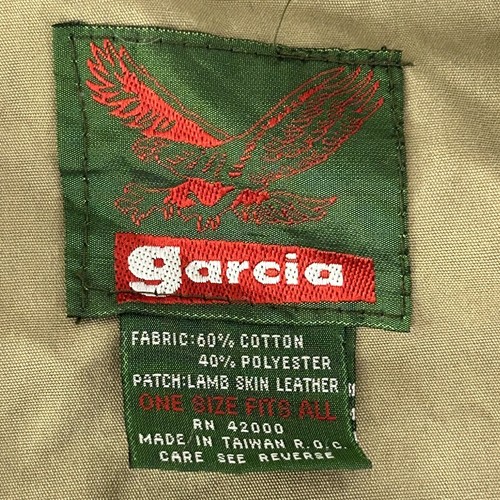 garcia
FABRIC:60% COTTON
40% POLYESTER
PATCH:LAMB SKIN LEATHER
ONE SIZE FITS ALL
RN 42000
MADE IN TAIWAN R.O.C.
CARE SEE REVERSE